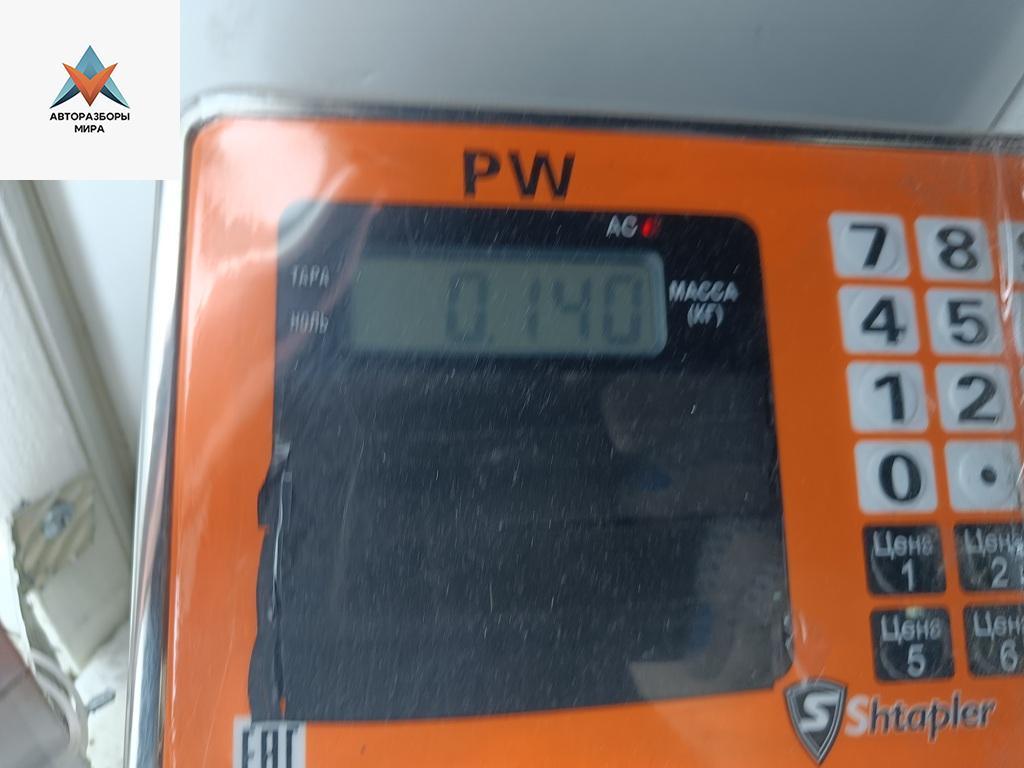 АВТОРАЗБОРЫ
МИРА
PW
AC
ТАРА
НОЛЬ
0.140
МАССА
(КГ)
7 8
4 5
1 2
0 .
Цена
1
Цена
2
Цена
5
Цена
6
Shtapler
EAC